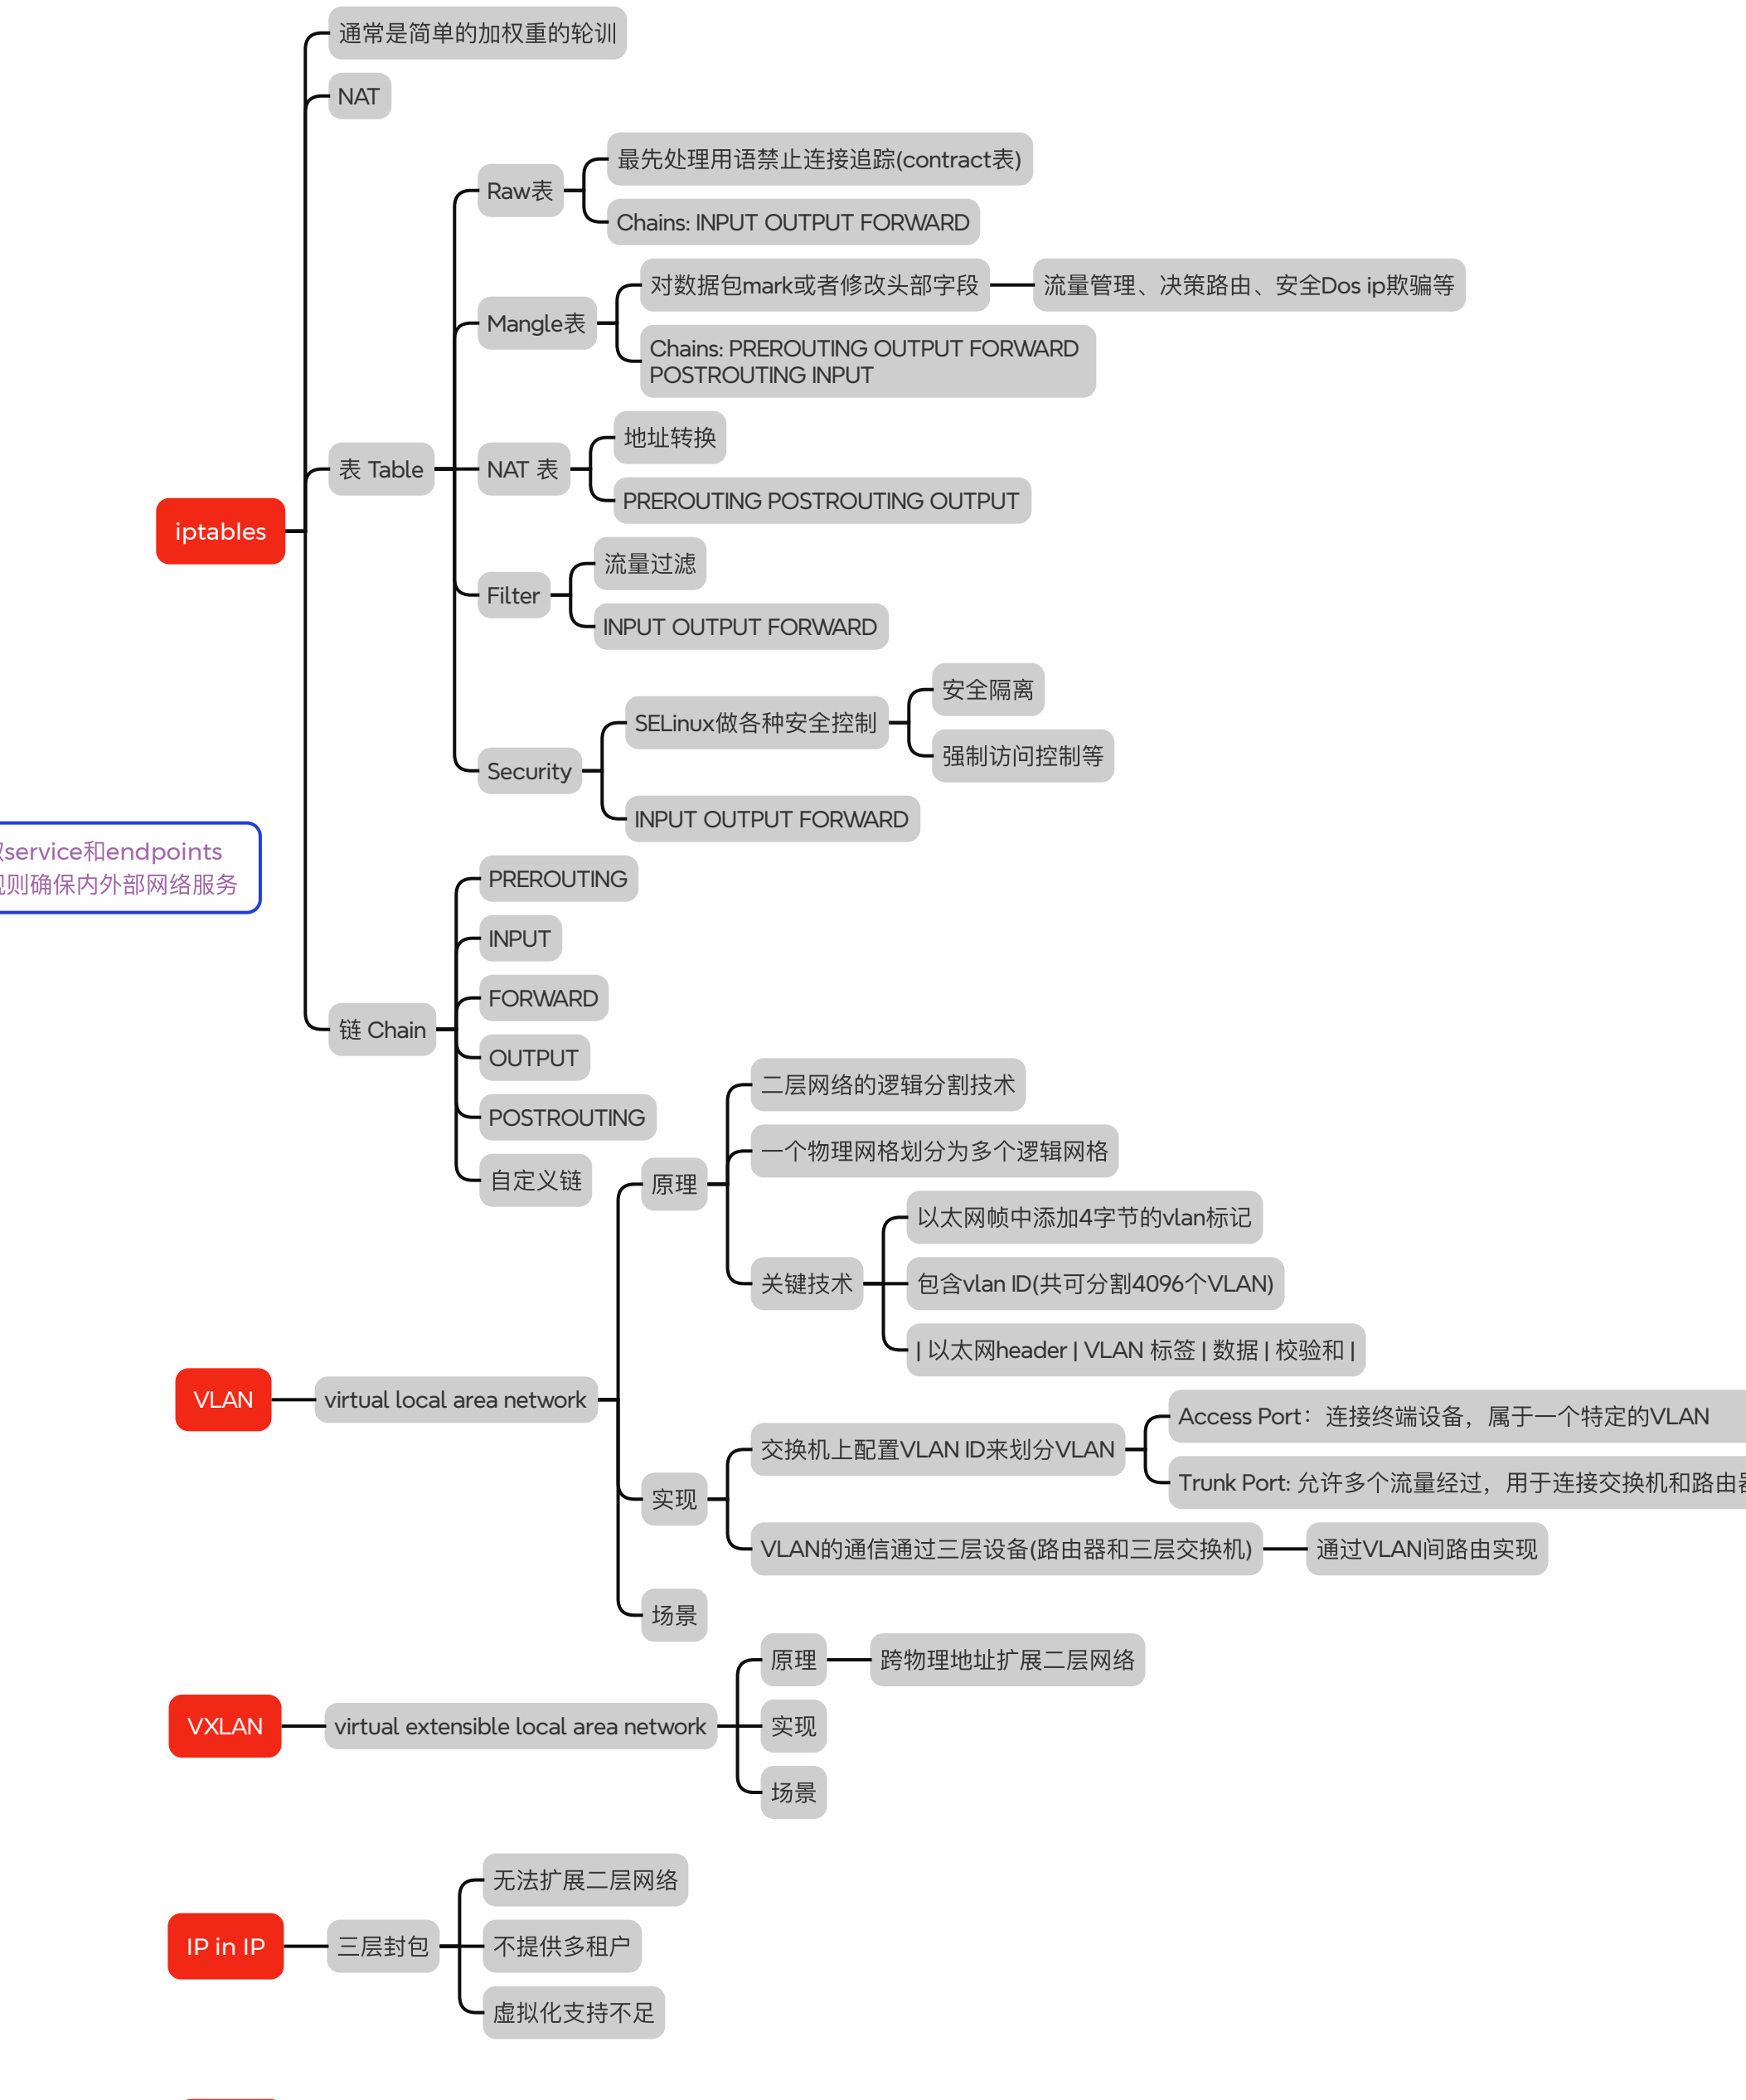 通常是简单的加权重的轮训
NAT
最先处理用语禁止连接追踪(contract表)
Raw表
Chains: INPUT OUTPUT FORWARD
对数据包mark或者修改头部字段
流量管理、决策路由、安全Dos ip欺骗等
Mangle表
Chains: PREROUTING OUTPUT FORWARD
POSTROUTING INPUT
地址转换
表 Table
NAT 表
PREROUTING POSTROUTING OUTPUT
iptables
流量过滤
Filter
INPUT OUTPUT FORWARD
安全隔离
SELinux做各种安全控制
强制访问控制等
Security
INPUT OUTPUT FORWARD
service和endpoints
则确保内外部网络服务
PREROUTING
INPUT
FORWARD
链 Chain
OUTPUT
POSTROUTING
自定义链
二层网络的逻辑分割技术
一个物理网格划分为多个逻辑网格
原理
以太网帧中添加4字节的vlan标记
关键技术
包含vlan ID(共可分割4096个VLAN)
| 以太网header | VLAN 标签 | 数据 | 校验和 |
VLAN
virtual local area network
Access Port：连接终端设备，属于一个特定的VLAN
交换机上配置VLAN ID来划分VLAN
Trunk Port: 允许多个流量经过，用于连接交换机和路由
实现
VLAN的通信通过三层设备(路由器和三层交换机)
通过VLAN间路由实现
场景
原理
跨物理地址扩展二层网络
VXLAN
virtual extensible local area network
实现
场景
无法扩展二层网络
IP in IP
三层封包
不提供多租户
虚拟化支持不足